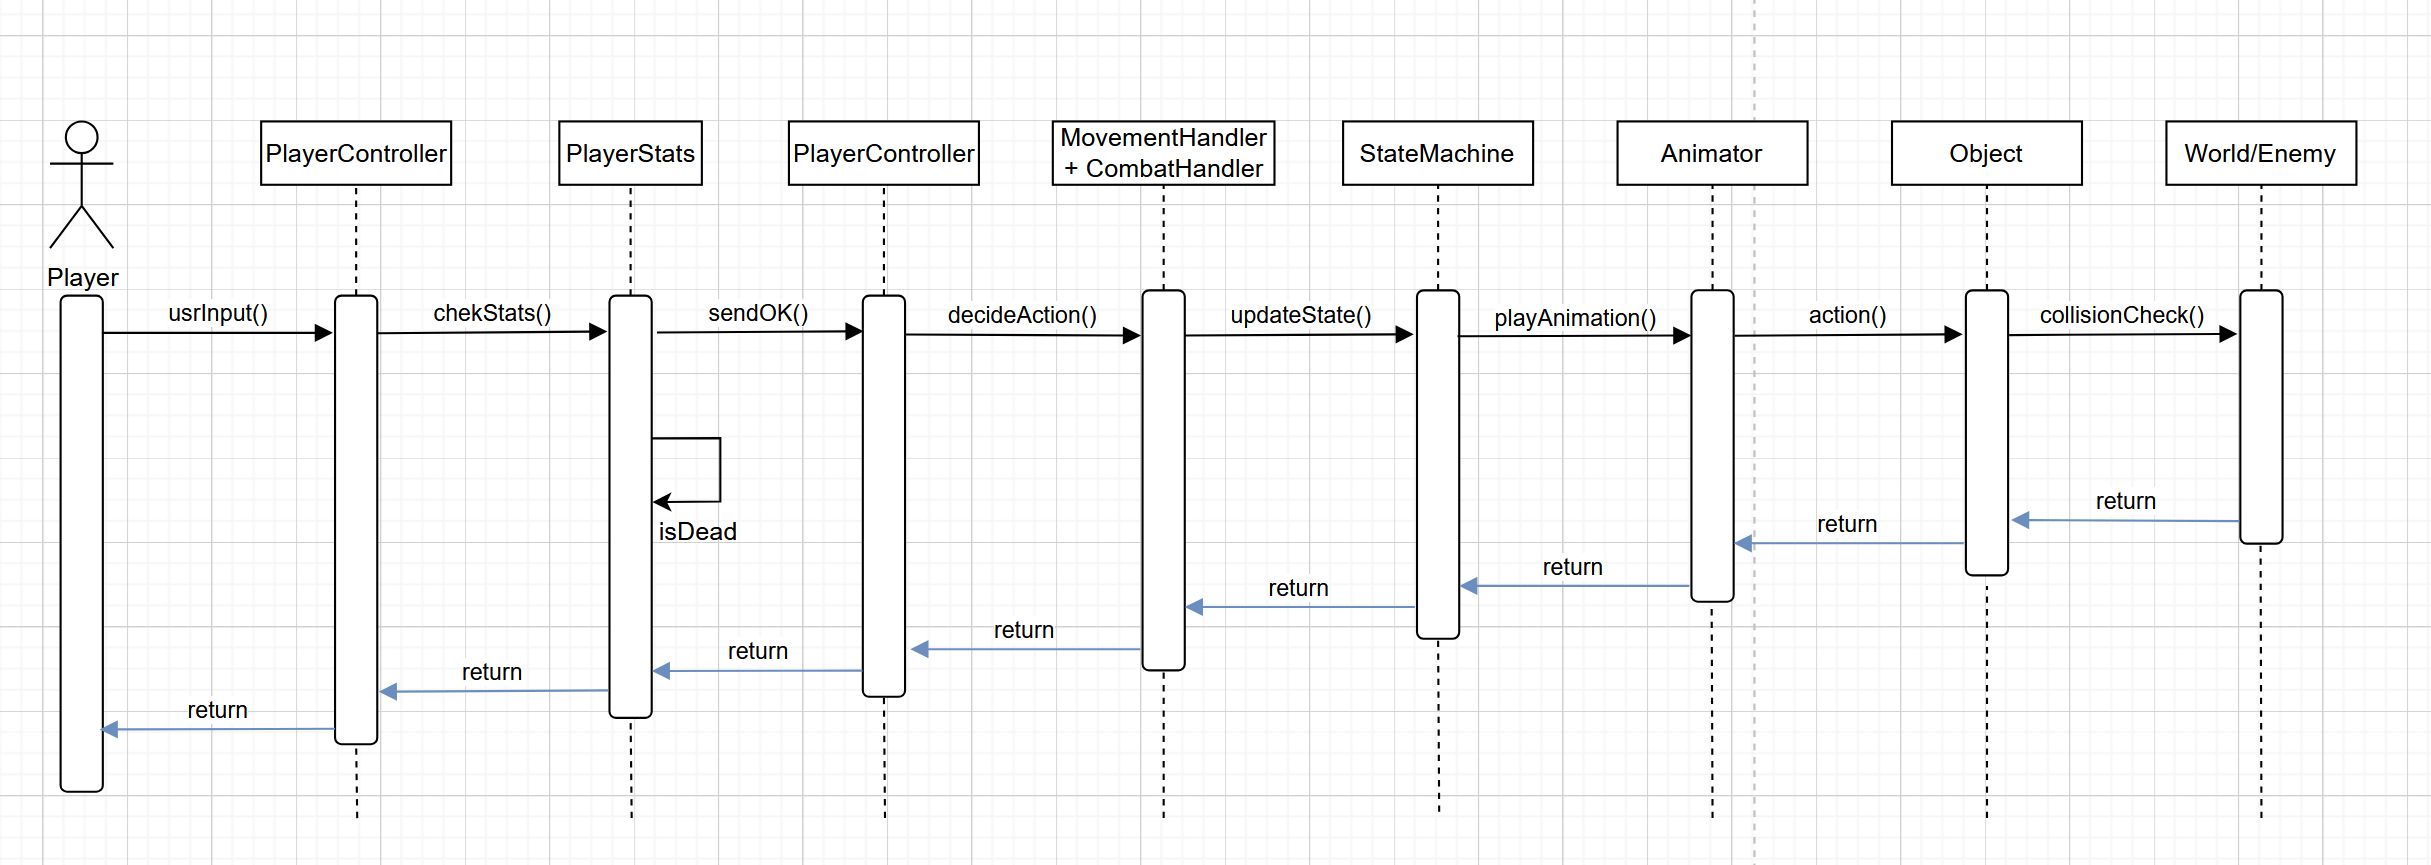 PlayerController
PlayerStats
PlayerController
MovementHandler
+ CombatHandler
StateMachine
Animator
Object
World/Enemy
Player
usrInput()
chekStats()
sendOK()
decideAction()
updateState()
playAnimation()
action()
collisionCheck()
isDead
return
return
return
return
return
return
return
return